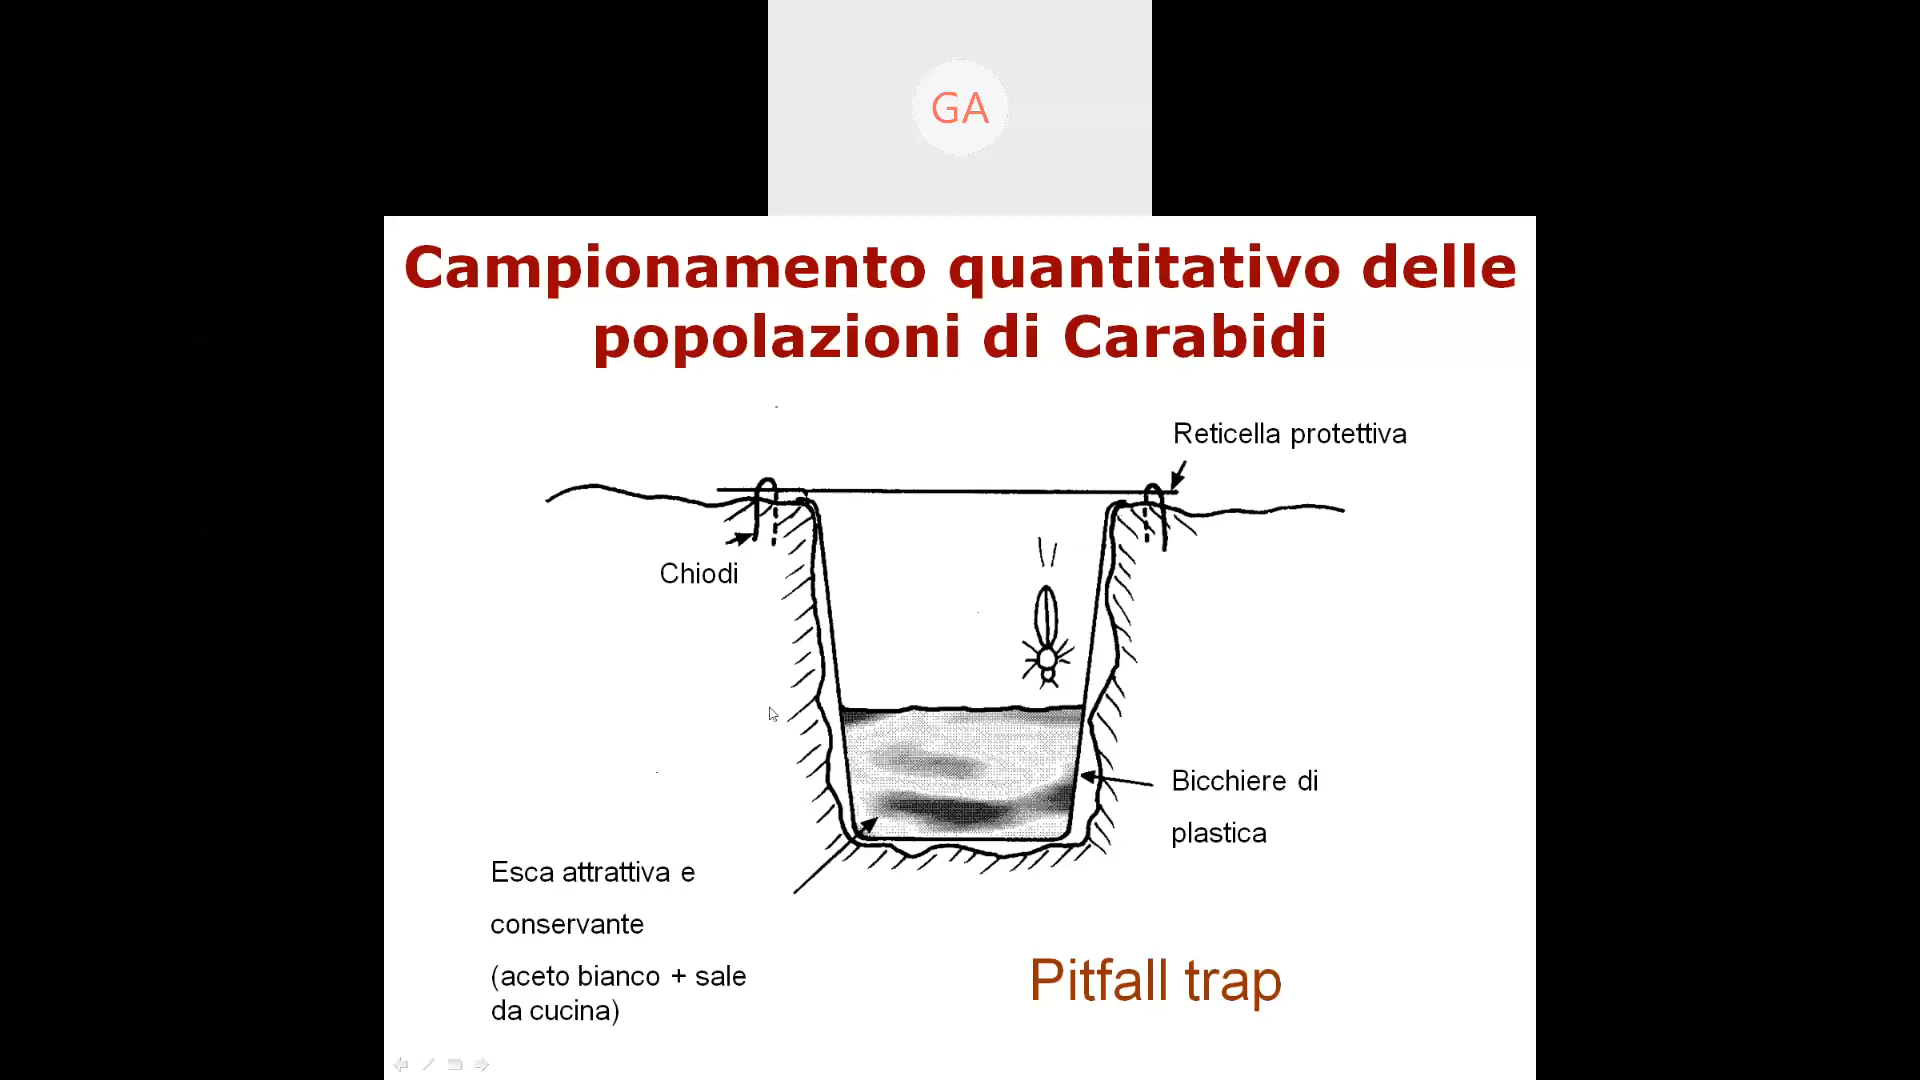 GA
Campionamento quantitativo delle
popolazioni di Carabidi
Reticella protettiva
Chiodi
Bicchiere di
plastica
Esca attrattiva e
conservante
(aceto bianco + sale
da cucina)
Pitfall trap